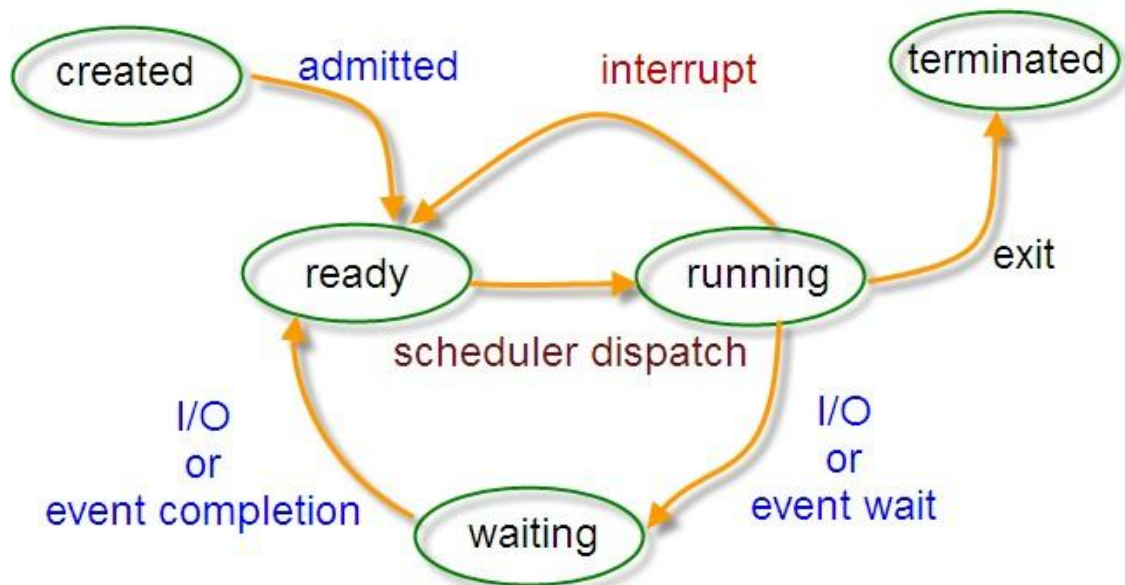 created
admitted
interrupt
terminated
ready
running
exit
scheduler dispatch
I/O
or
event completion
I/O
or
event wait
waiting